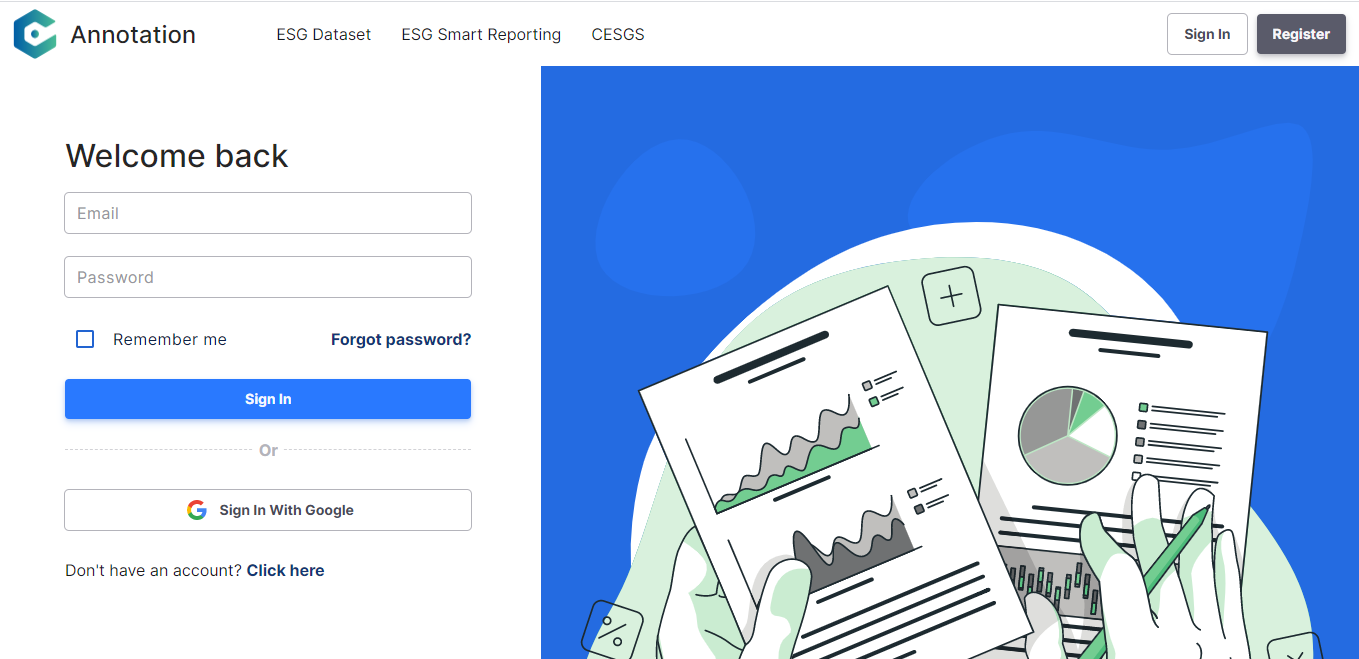 Annotation
ESG Dataset
ESG Smart Reporting
CESGS
Sign In
Register
Welcome back
Email
Password
Remember me
Forgot password?
Sign In
Or
Sign In With Google
Don't have an account? Click here